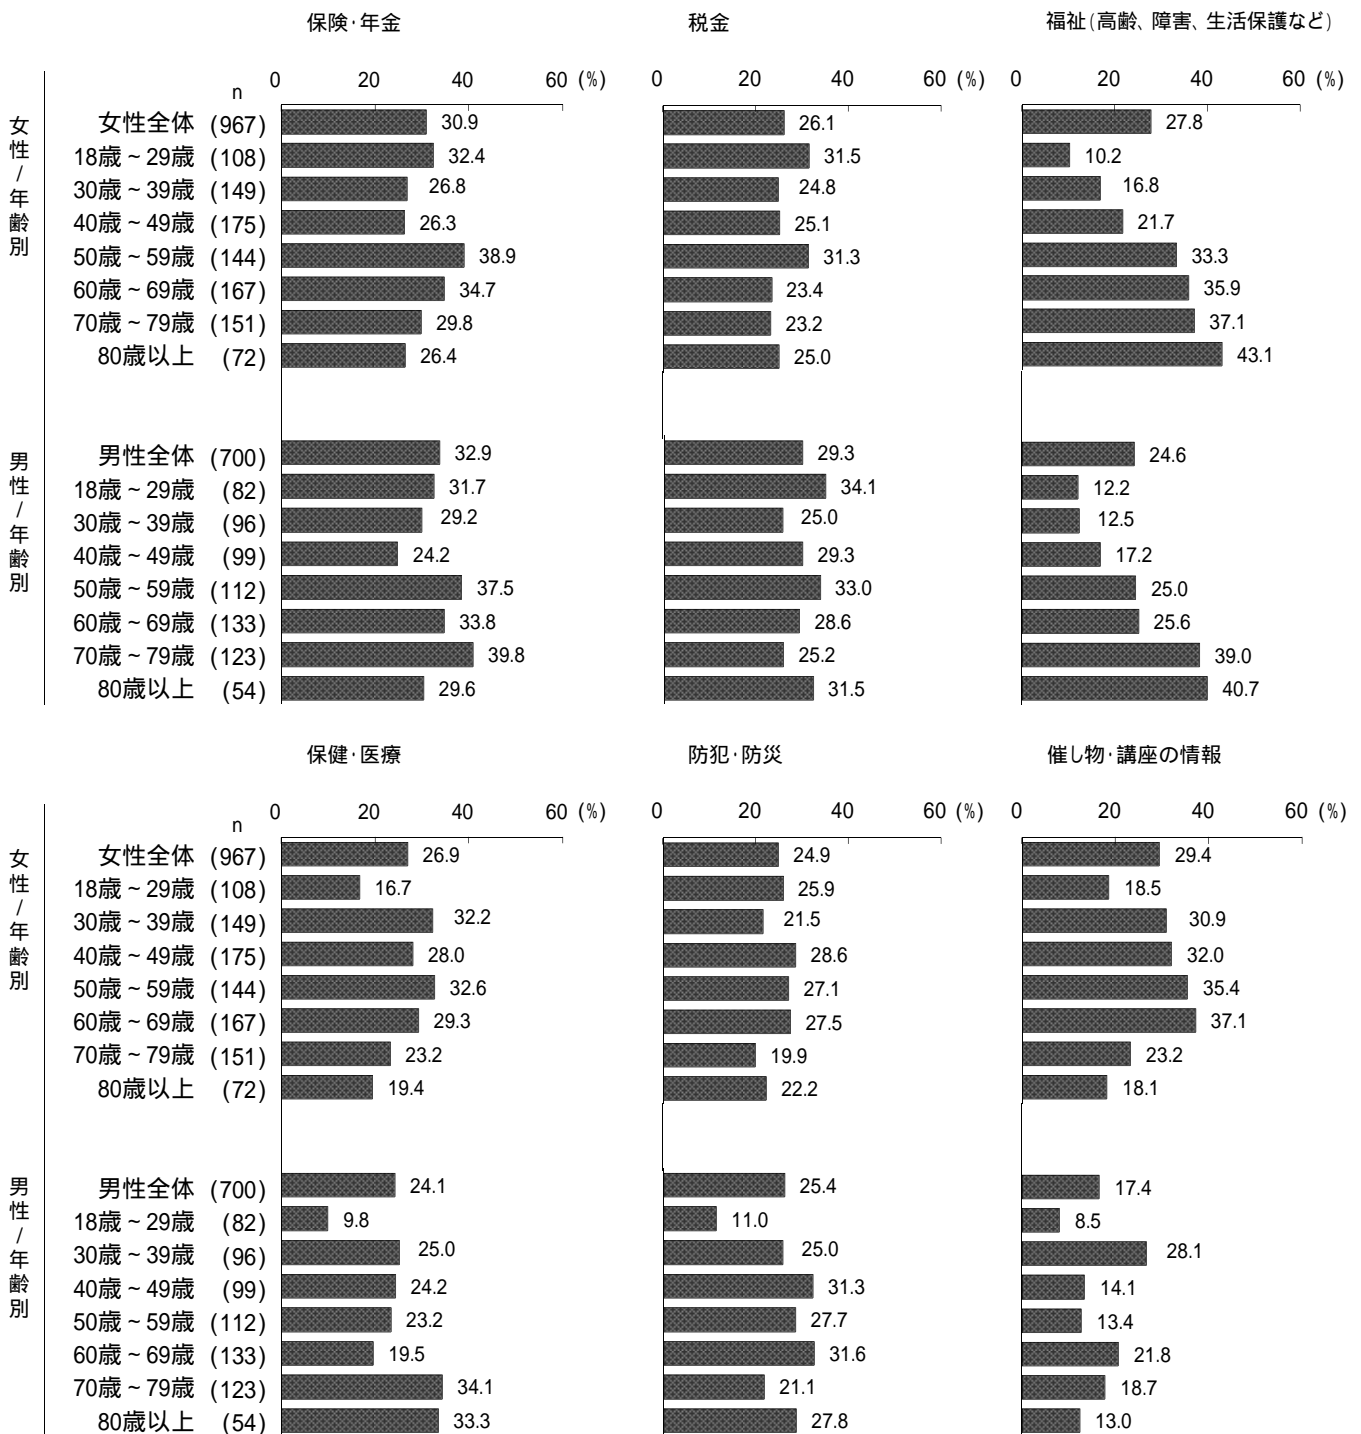 保険・年金 税金 福祉(高齢、障害、生活保護など)
n 0 20 40 60 (%) 0 20 40 60 (%) 0 20 40 60 (%)
女性/年齢別
女性全体 (967) 30.9 26.1 27.8
18歳~29歳 (108) 32.4 31.5 10.2
30歳~39歳 (149) 26.8 24.8 16.8
40歳~49歳 (175) 26.3 25.1 21.7
50歳~59歳 (144) 38.9 31.3 33.3
60歳~69歳 (167) 34.7 23.4 35.9
70歳~79歳 (151) 29.8 23.2 37.1
80歳以上 (72) 26.4 25.0 43.1
男性/年齢別
男性全体 (700) 32.9 29.3 24.6
18歳~29歳 (82) 31.7 34.1 12.2
30歳~39歳 (96) 29.2 25.0 12.5
40歳~49歳 (99) 24.2 29.3 17.2
50歳~59歳 (112) 37.5 33.0 25.0
60歳~69歳 (133) 33.8 28.6 25.6
70歳~79歳 (123) 39.8 25.2 39.0
80歳以上 (54) 29.6 31.5 40.7
保健・医療 防犯・防災 催し物・講座の情報
n 0 20 40 60 (%) 0 20 40 60 (%) 0 20 40 60 (%)
女性/年齢別
女性全体 (967) 26.9 24.9 29.4
18歳~29歳 (108) 16.7 25.9 18.5
30歳~39歳 (149) 32.2 21.5 30.9
40歳~49歳 (175) 28.0 28.6 32.0
50歳~59歳 (144) 32.6 27.1 35.4
60歳~69歳 (167) 29.3 27.5 37.1
70歳~79歳 (151) 23.2 19.9 23.2
80歳以上 (72) 19.4 22.2 18.1
男性/年齢別
男性全体 (700) 24.1 25.4 17.4
18歳~29歳 (82) 9.8 11.0 8.5
30歳~39歳 (96) 25.0 25.0 28.1
40歳~49歳 (99) 24.2 31.3 14.1
50歳~59歳 (112) 23.2 27.7 13.4
60歳~69歳 (133) 19.5 31.6 21.8
70歳~79歳 (123) 34.1 21.1 18.7
80歳以上 (54) 33.3 27.8 13.0